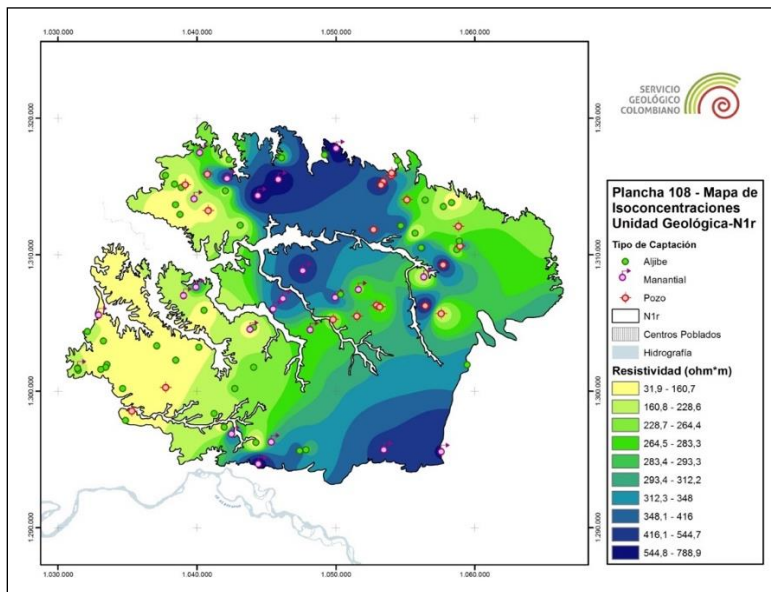 1.030.000 1.040.000 1.050.000 1.060.000
1.320.000
1.310.000
1.300.000
1.290.000
1.320.000
1.310.000
1.300.000
1.290.000
1.030.000 1.040.000 1.050.000 1.060.000
SERVICIO
GEOLÓGICO
COLOMBIANO
Plancha 108 - Mapa de
Isoconcentraciones
Unidad Geológica-N1r
Tipo de Captación
Aljibe
Manantial
Pozo
N1r
Centros Poblados
Hidrografía
Resistividad (ohm*m)
31,9 - 160,7
160,8 - 228,6
228,7 - 264,4
264,5 - 283,3
283,4 - 293,3
293,4 - 312,2
312,3 - 348
348,1 - 416
416,1 - 544,7
544,8 - 788,9